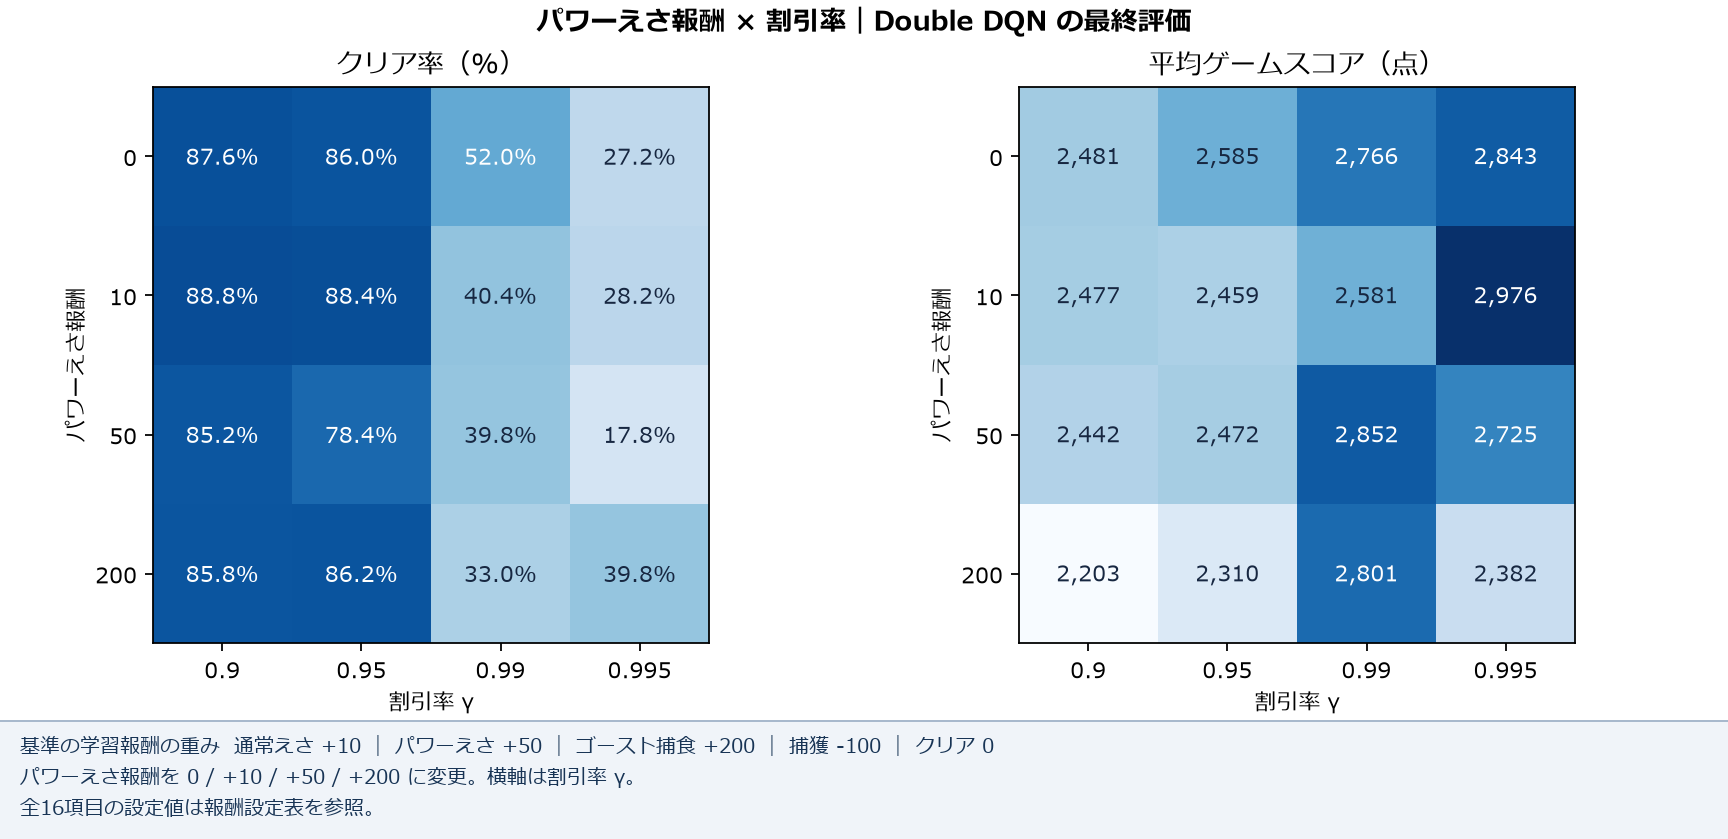 パワーえさ報酬 × 割引率｜Double DQN の最終評価
クリア率（%）
パワーえさ報酬
0 87.6% 86.0% 52.0% 27.2%
10 88.8% 88.4% 40.4% 28.2%
50 85.2% 78.4% 39.8% 17.8%
200 85.8% 86.2% 33.0% 39.8%
0.9 0.95 0.99 0.995
割引率 γ
平均ゲームスコア（点）
パワーえさ報酬
0 2,481 2,585 2,766 2,843
10 2,477 2,459 2,581 2,976
50 2,442 2,472 2,852 2,725
200 2,203 2,310 2,801 2,382
0.9 0.95 0.99 0.995
割引率 γ
基準の学習報酬の重み 通常えさ +10 ｜ パワーえさ +50 ｜ ゴースト捕食 +200 ｜ 捕獲 -100 ｜ クリア 0
パワーえさ報酬を 0 / +10 / +50 / +200 に変更。横軸は割引率 γ。
全16項目の設定値は報酬設定表を参照。